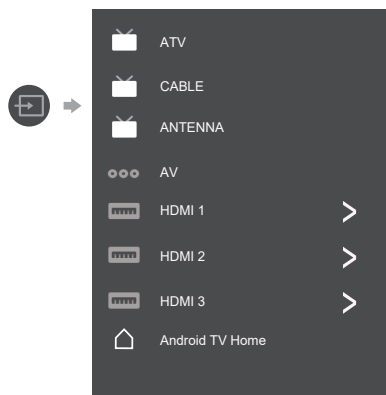 ATV
CABLE
ANTENNA
AV
HDMI 1
HDMI 2
HDMI 3
Android TV Home